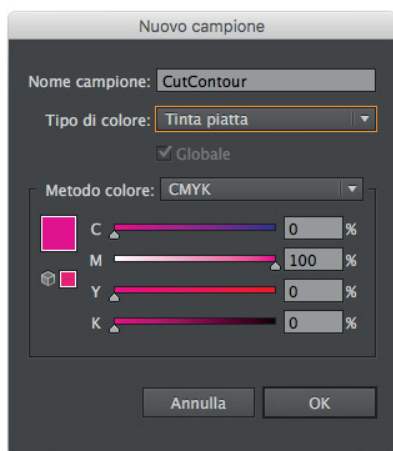 Nuovo campione
Nome campione: CutContour
Tipo di colore: Tinta piatta
Globale
Metodo colore: CMYK
C 0 %
M 100 %
Y 0 %
K 0 %
Annulla OK